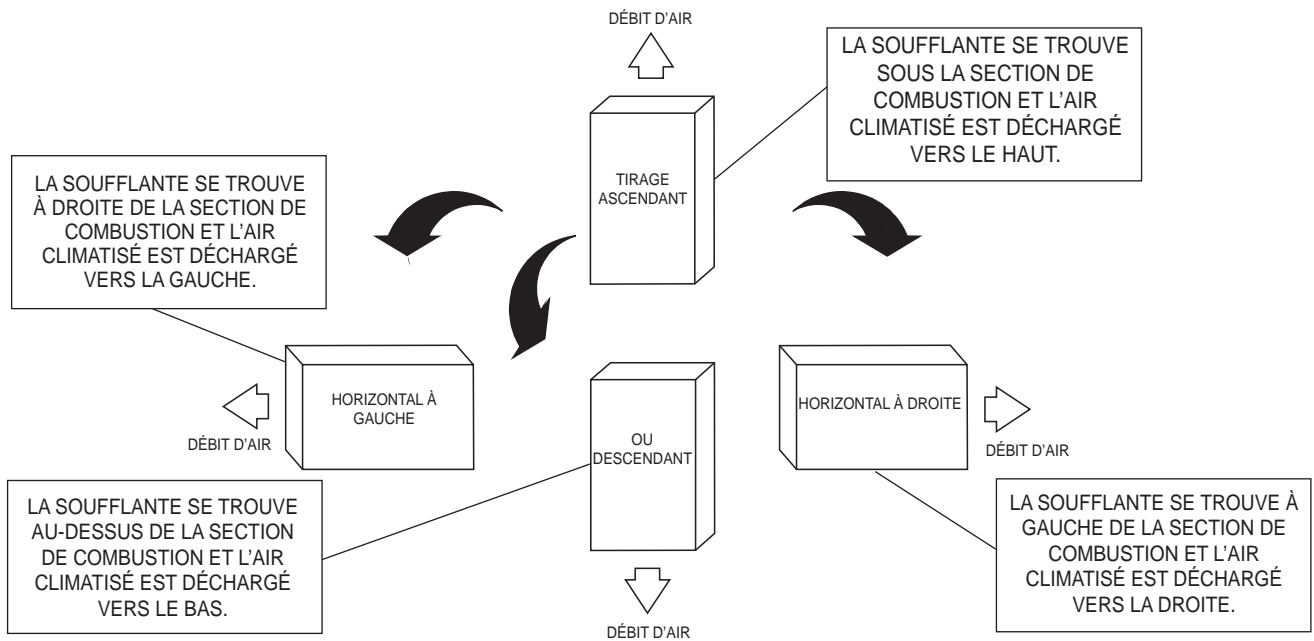 DÉBIT D'AIR
LA SOUFFLANTE SE TROUVE
SOUS LA SECTION DE
COMBUSTION ET L'AIR
CLIMATISÉ EST DÉCHARGÉ
VERS LE HAUT.
TIRAGE
ASCENDANT
LA SOUFFLANTE SE TROUVE
À DROITE DE LA SECTION DE
COMBUSTION ET L'AIR
CLIMATISÉ EST DÉCHARGÉ
VERS LA GAUCHE.
HORIZONTAL À
GAUCHE
DÉBIT D'AIR
OU
DESCENDANT
HORIZONTAL À DROITE
DÉBIT D'AIR
LA SOUFFLANTE SE TROUVE
AU-DESSUS DE LA SECTION
DE COMBUSTION ET L'AIR
CLIMATISÉ EST DÉCHARGÉ
VERS LE BAS.
LA SOUFFLANTE SE TROUVE À
GAUCHE DE LA SECTION DE
COMBUSTION ET L'AIR
CLIMATISÉ EST DÉCHARGÉ
VERS LA DROITE.
DÉBIT D'AIR